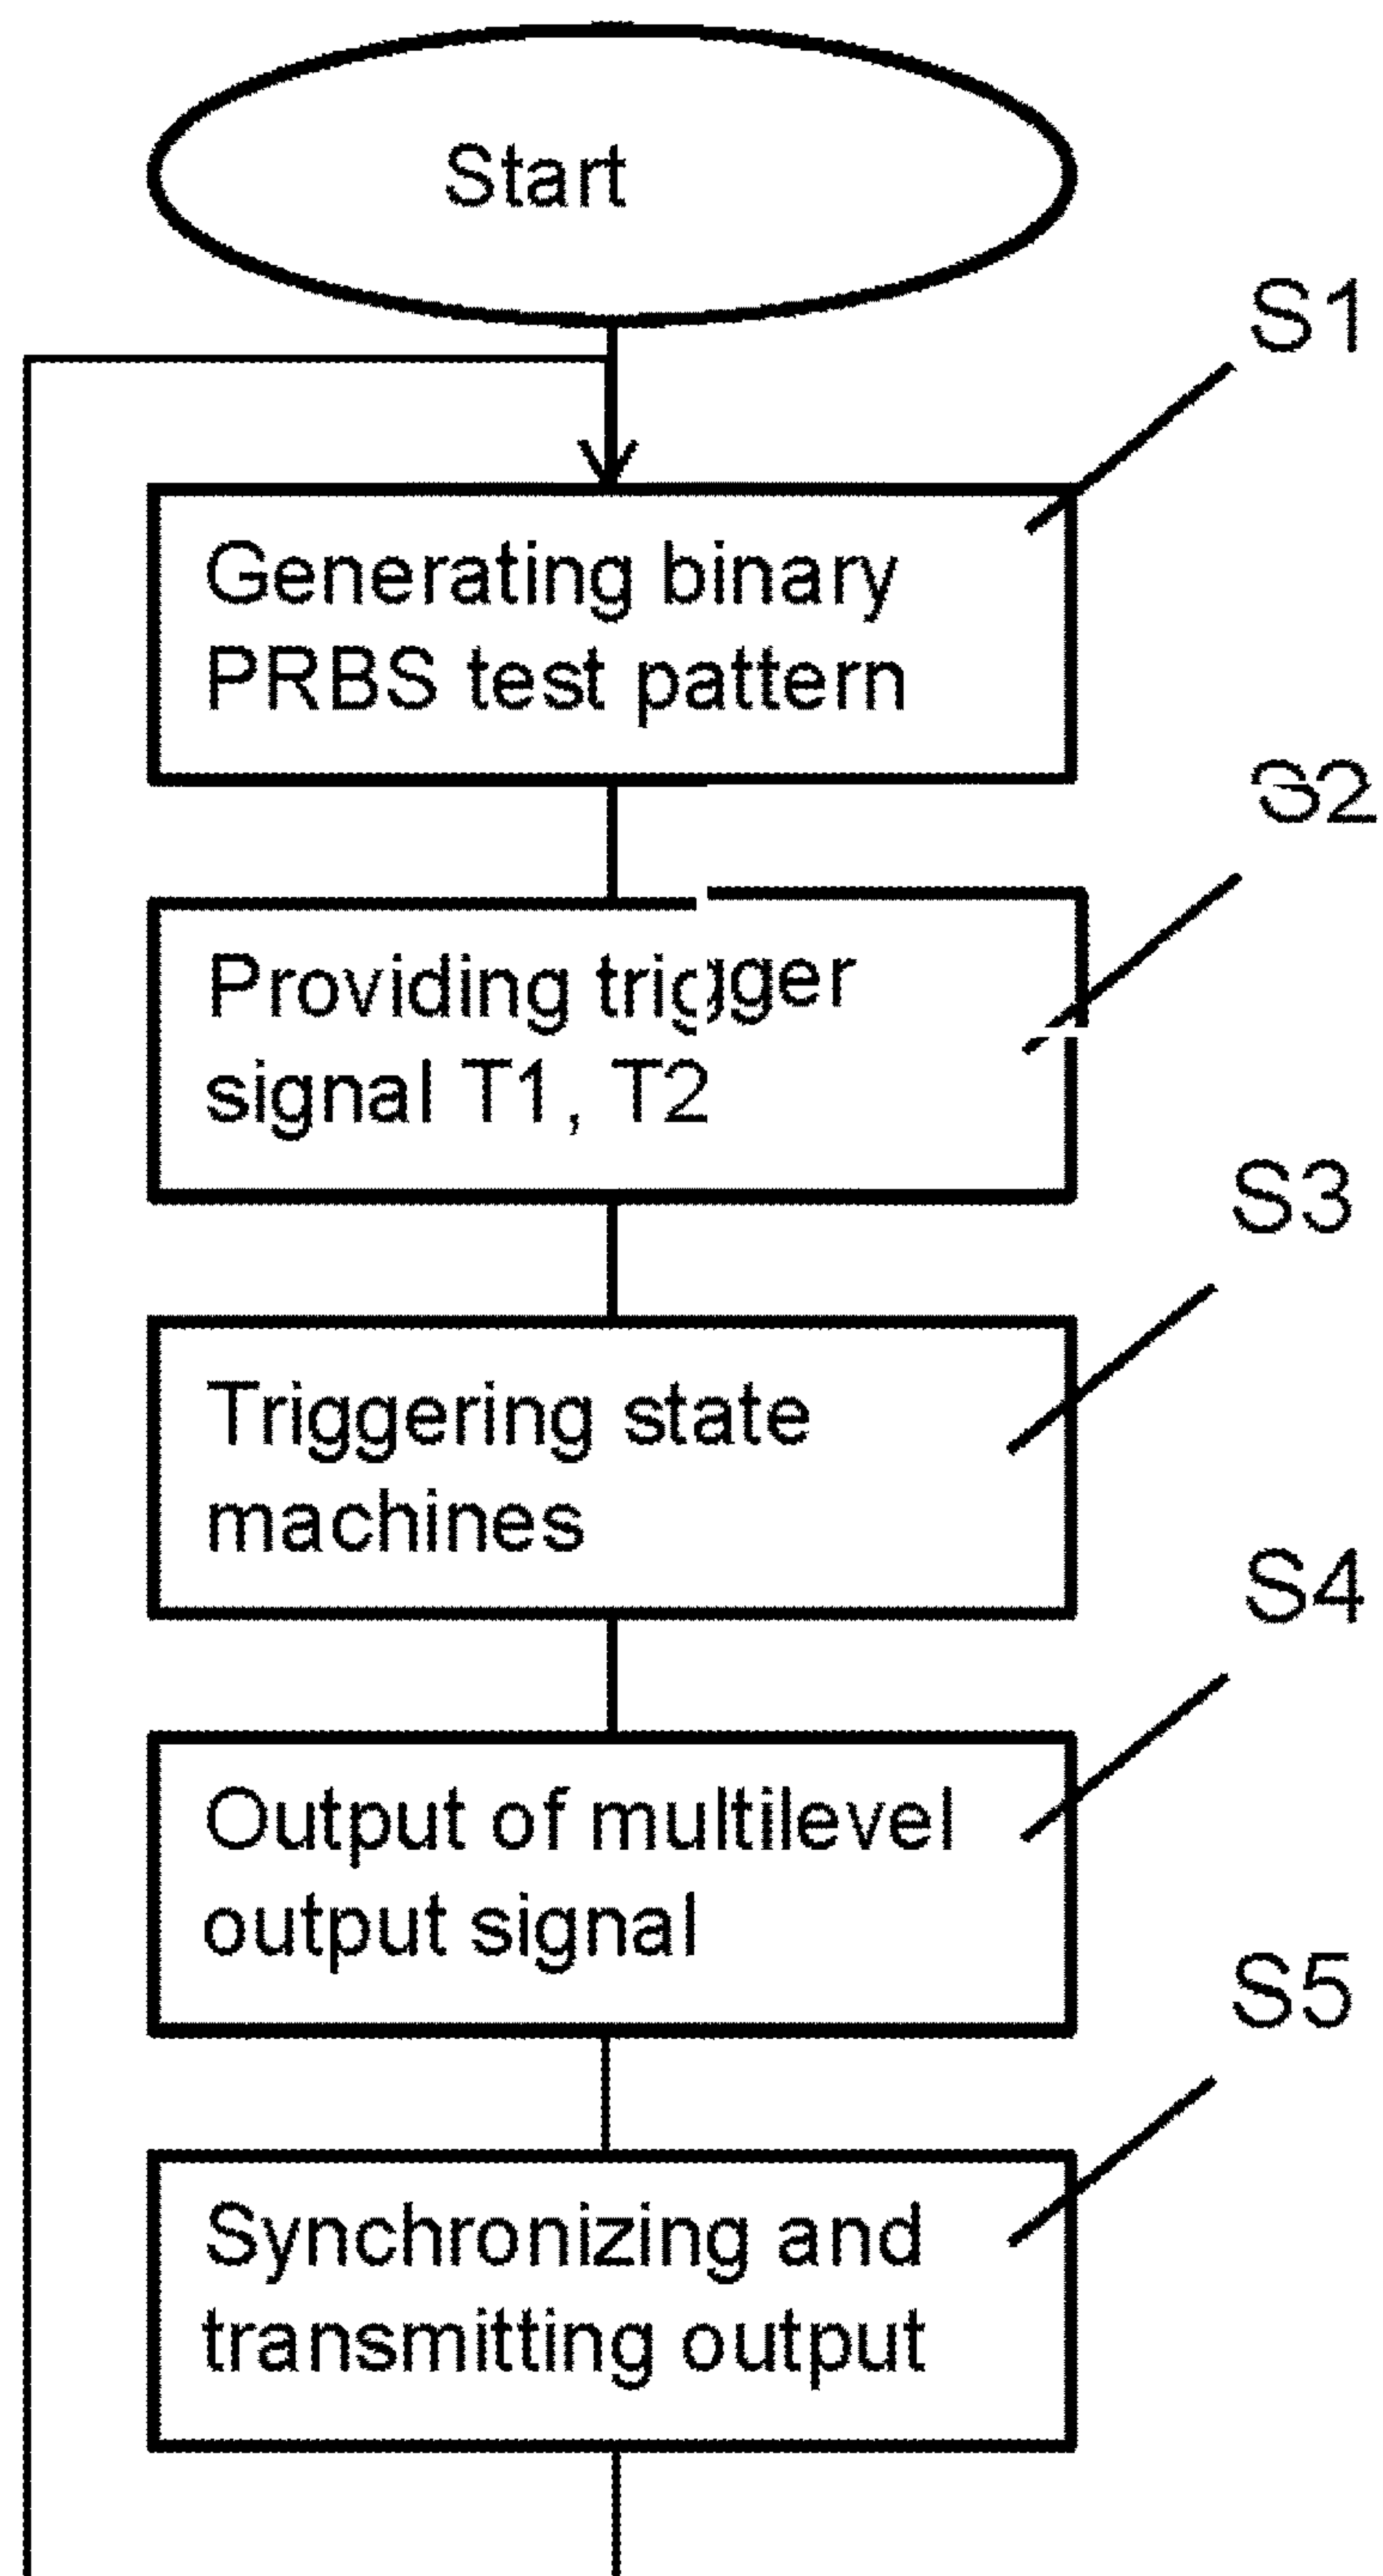 Start
S1
Generating binary
PRBS test pattern
S2
Providing trigger
signal T1, T2
S3
Triggering state
machines
S4
Output of multilevel
output signal
S5
Synchronizing and
transmitting output